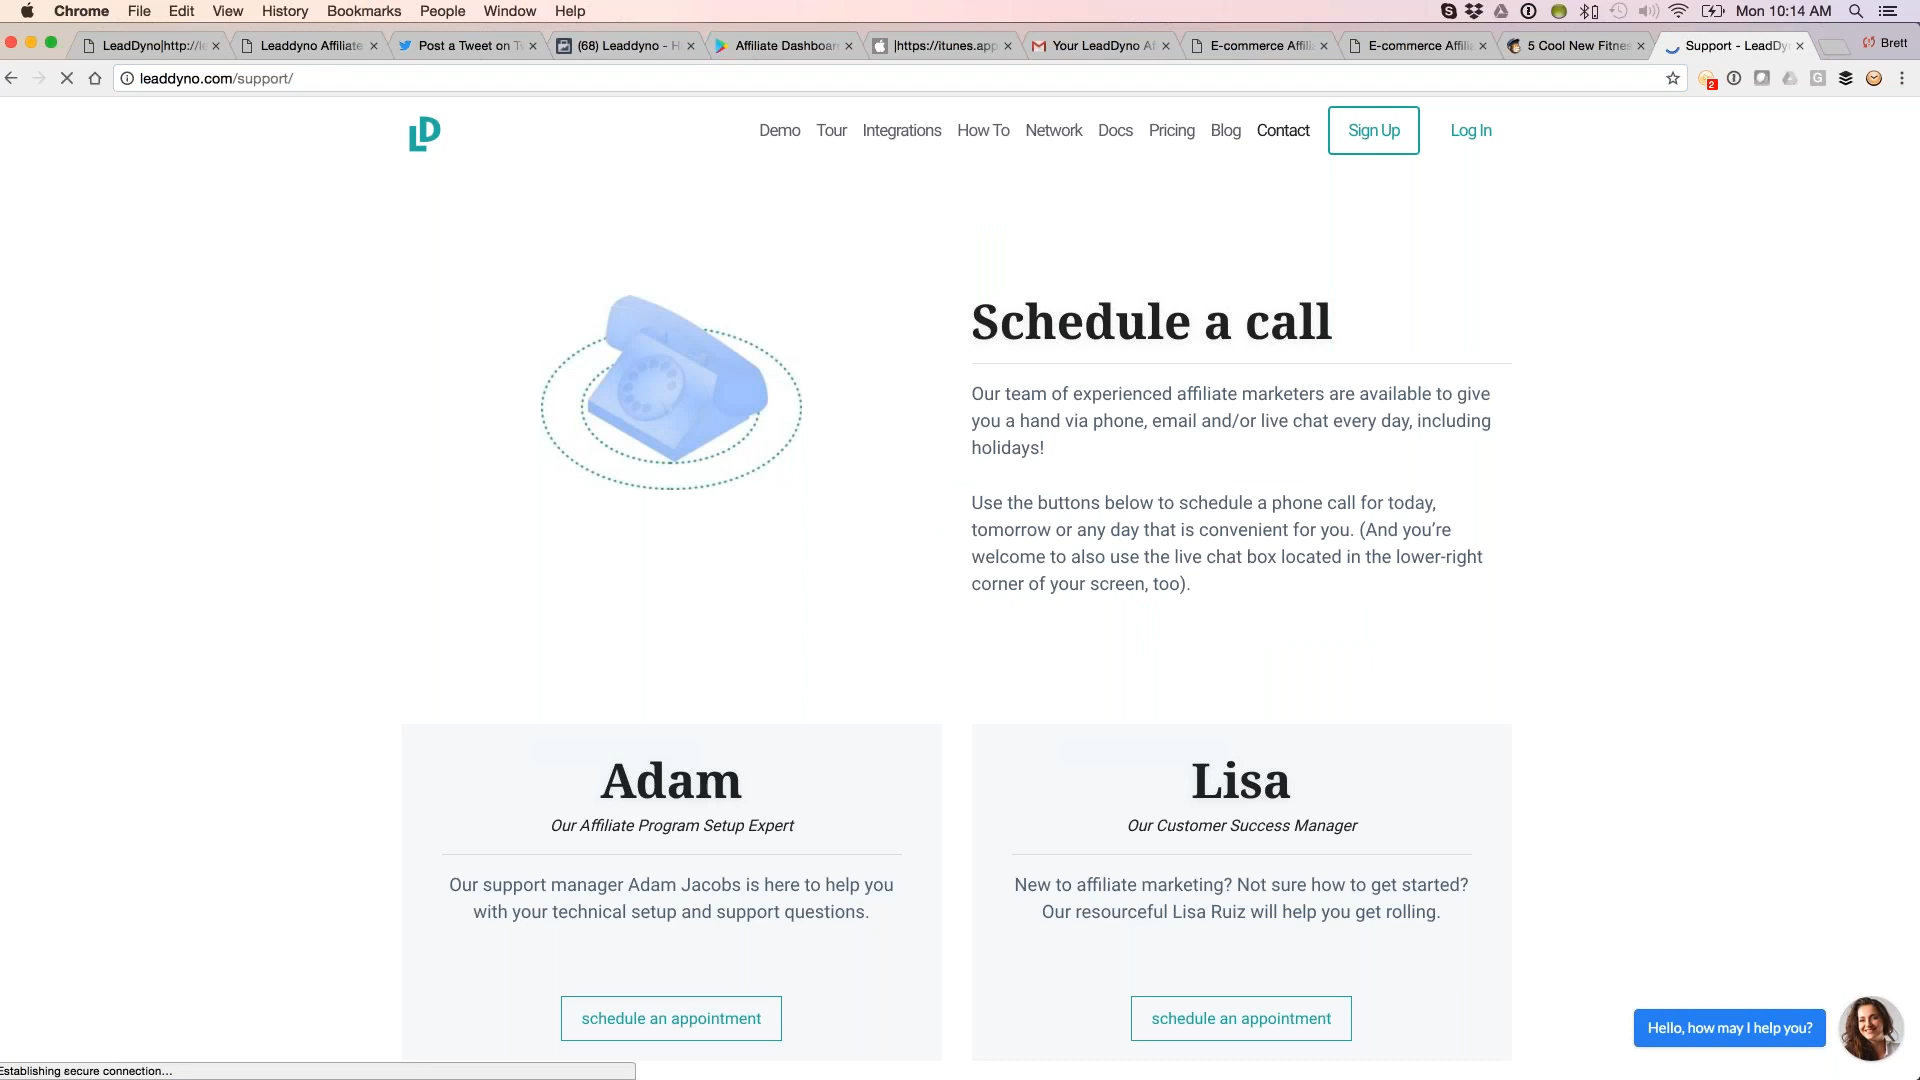 Chrome File Edit View History Bookmarks People Window Help Mon 10:14 AM
LeadDyno|http://l
Leaddyno Affiliate
Post a Tweet on T
(68) Leaddyno - H
Affiliate Dashboar
|https://itunes.app
Your LeadDyno Af
E-commerce Affili
E-commerce Affili
5 Cool New Fitne
Support - LeadDy
Brett
leaddyno.com/support/
2
LD
Demo Tour Integrations How To Network Docs Pricing Blog Contact Sign Up Log In
Schedule a call
Our team of experienced affiliate marketers are available to give
you a hand via phone, email and/or live chat every day, including
holidays!
Use the buttons below to schedule a phone call for today,
tomorrow or any day that is convenient for you. (And you’re
welcome to also use the live chat box located in the lower-right
corner of your screen, too).
Adam
Our Affiliate Program Setup Expert
Our support manager Adam Jacobs is here to help you
with your technical setup and support questions.
schedule an appointment
Lisa
Our Customer Success Manager
New to affiliate marketing? Not sure how to get started?
Our resourceful Lisa Ruiz will help you get rolling.
schedule an appointment
Hello, how may I help you?
Establishing secure connection...